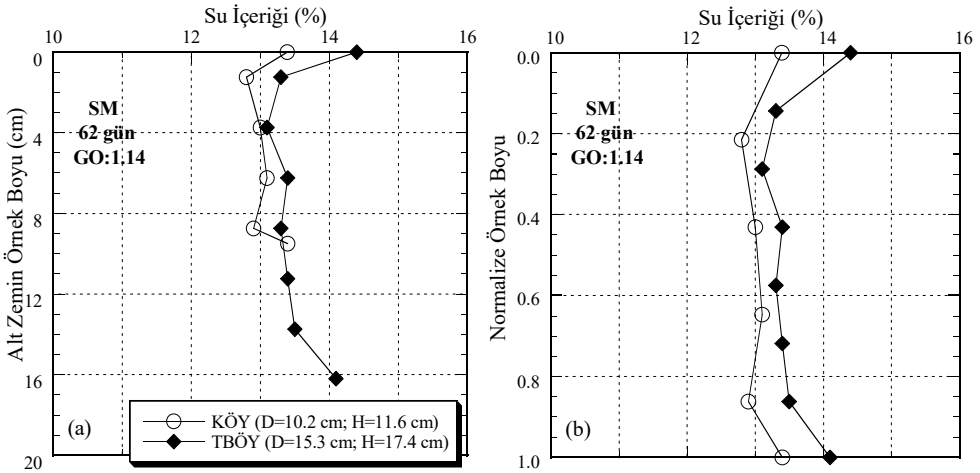 Su İçeriği (%)
10 12 14 16
0
4
8
12
16
20
Alt Zemin Örnek Boyu (cm)
SM
62 gün
GO:1.14
(a)
KÖY (D=10.2 cm; H=11.6 cm)
TBÖY (D=15.3 cm; H=17.4 cm)
Su İçeriği (%)
10 12 14 16
0.0
0.2
0.4
0.6
0.8
1.0
Normalize Örnek Boyu
SM
62 gün
GO:1.14
(b)